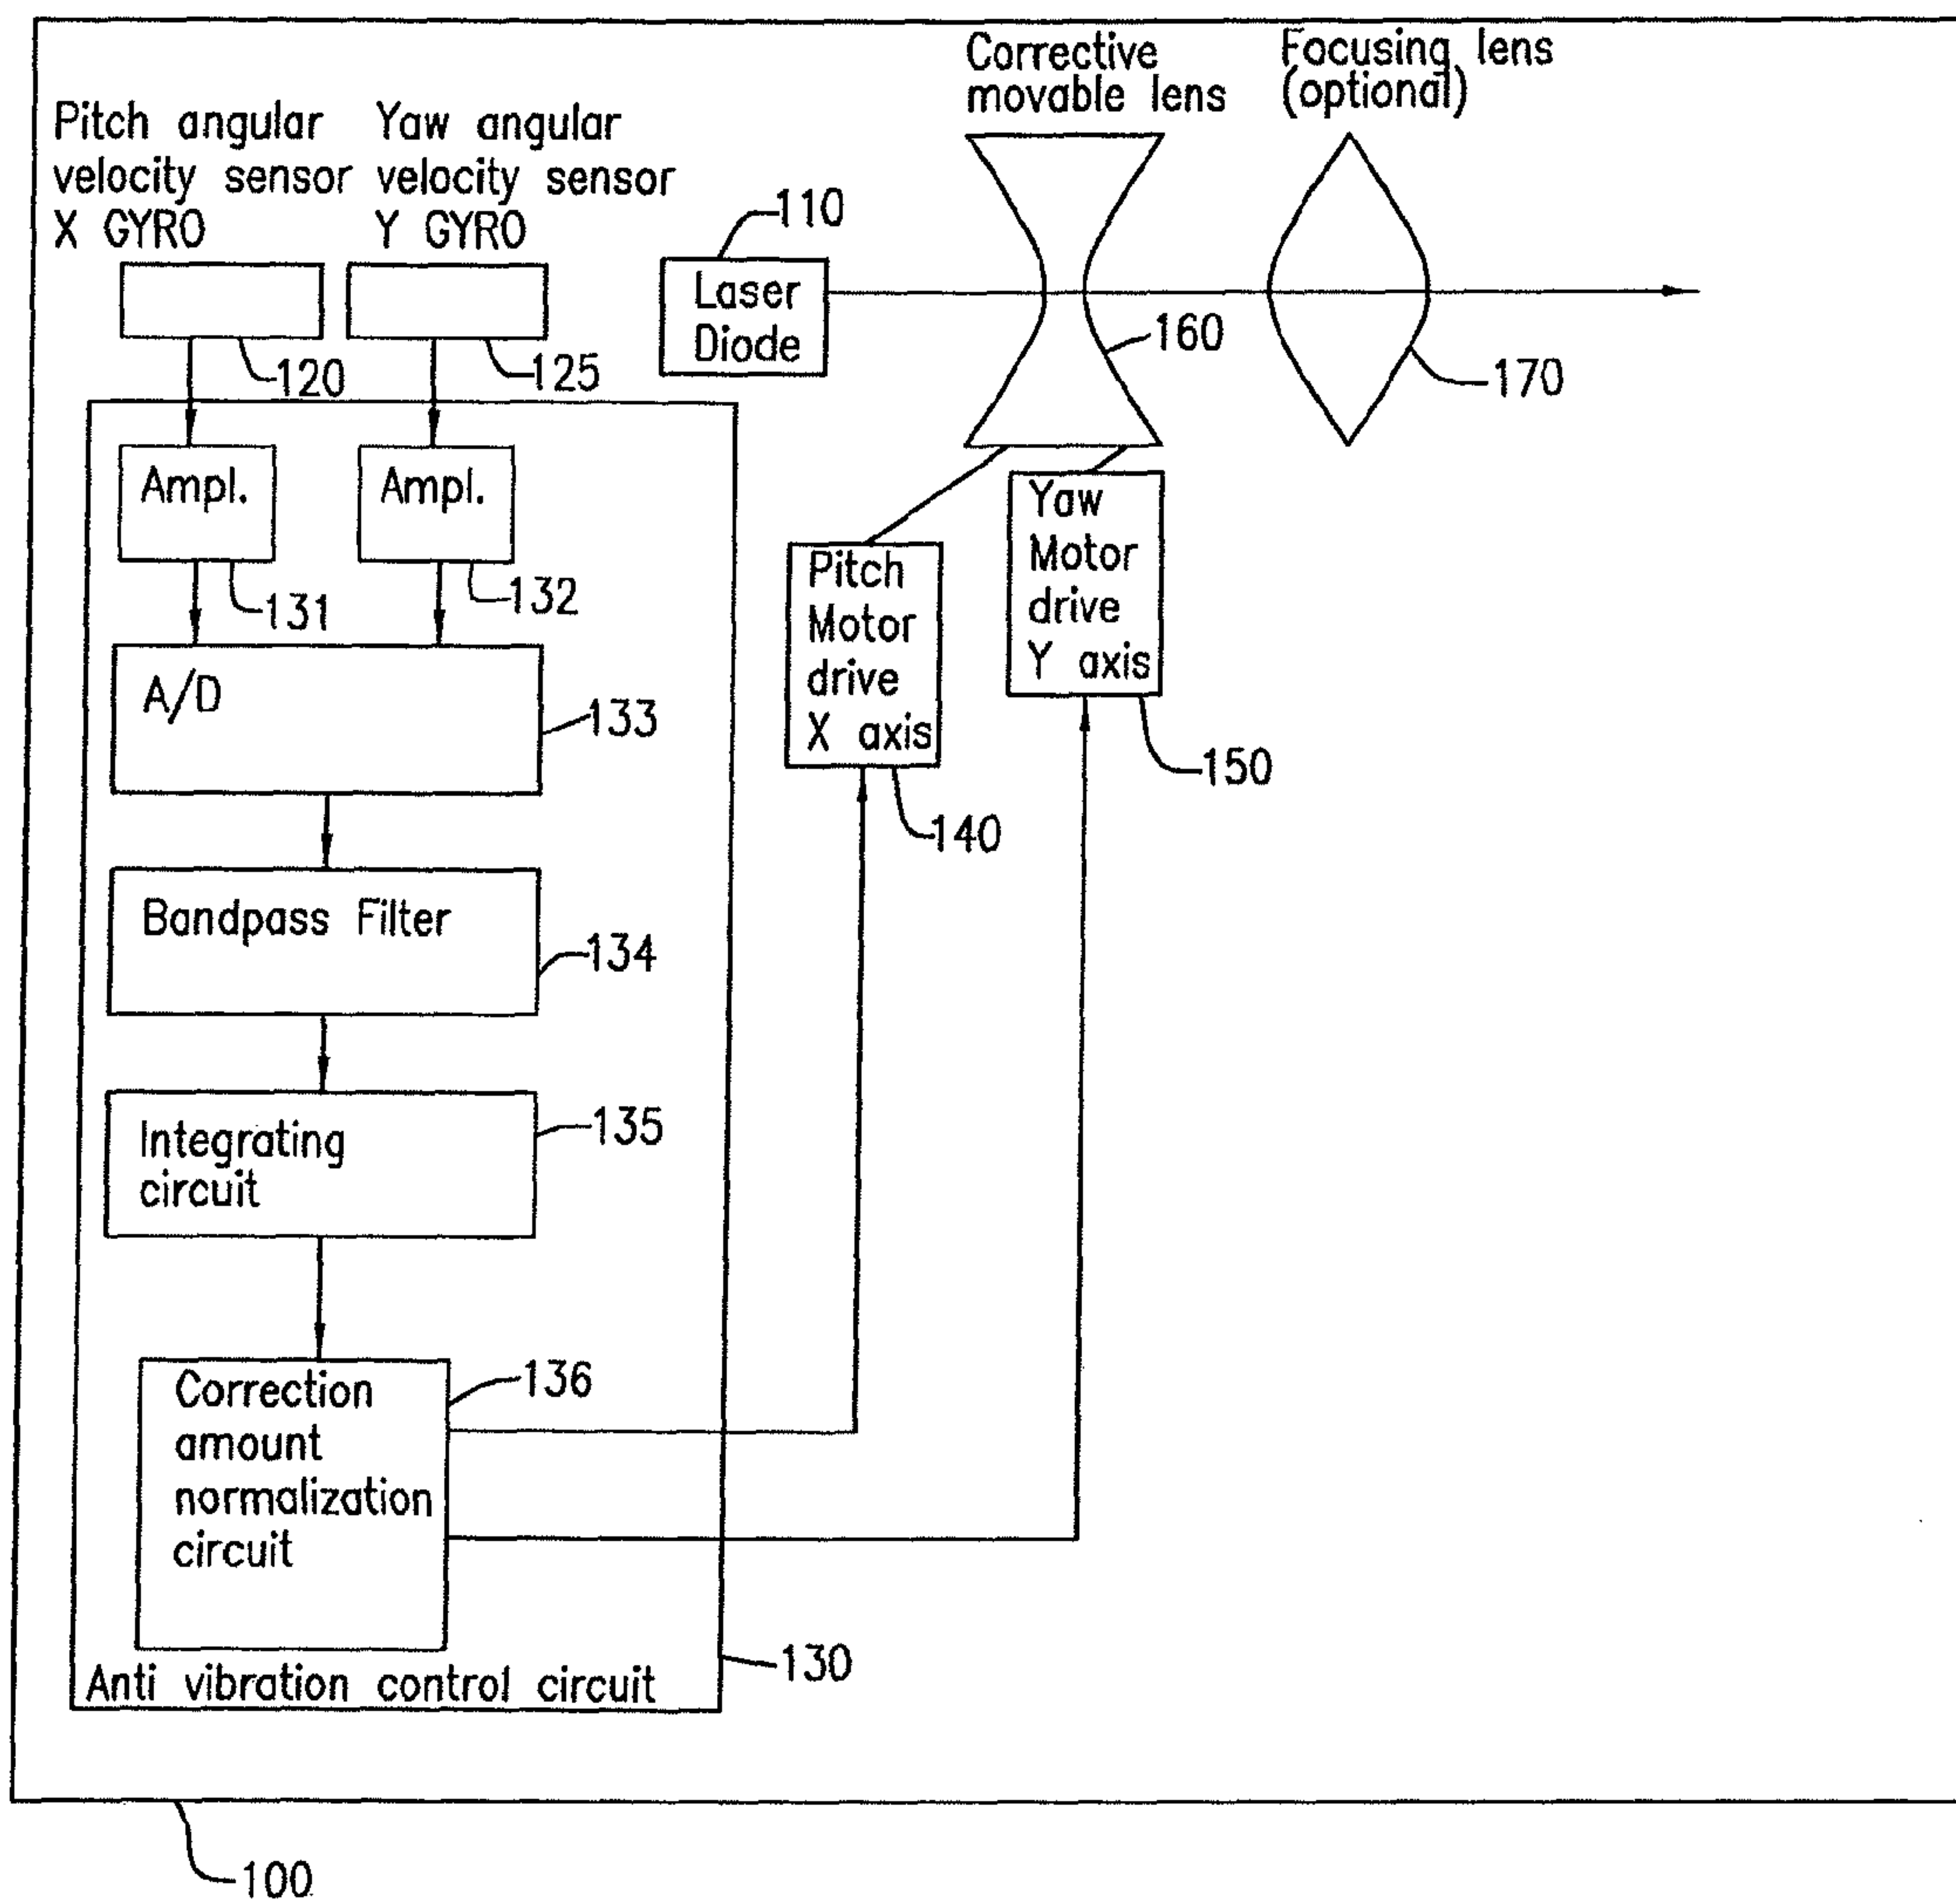 Corrective
movable lens
Focusing lens
(optional)
Pitch angular
velocity sensor
X GYRO
Yaw angular
velocity sensor
Y GYRO
110
Laser
Diode
160
170
120
125
Ampl.
Ampl.
131
132
Yaw
Motor
drive
Y axis
Pitch
Motor
drive
X axis
A/D
133
150
140
Bandpass Filter
134
Integrating
circuit
135
Correction
amount
normalization
circuit
136
Anti vibration control circuit
130
100